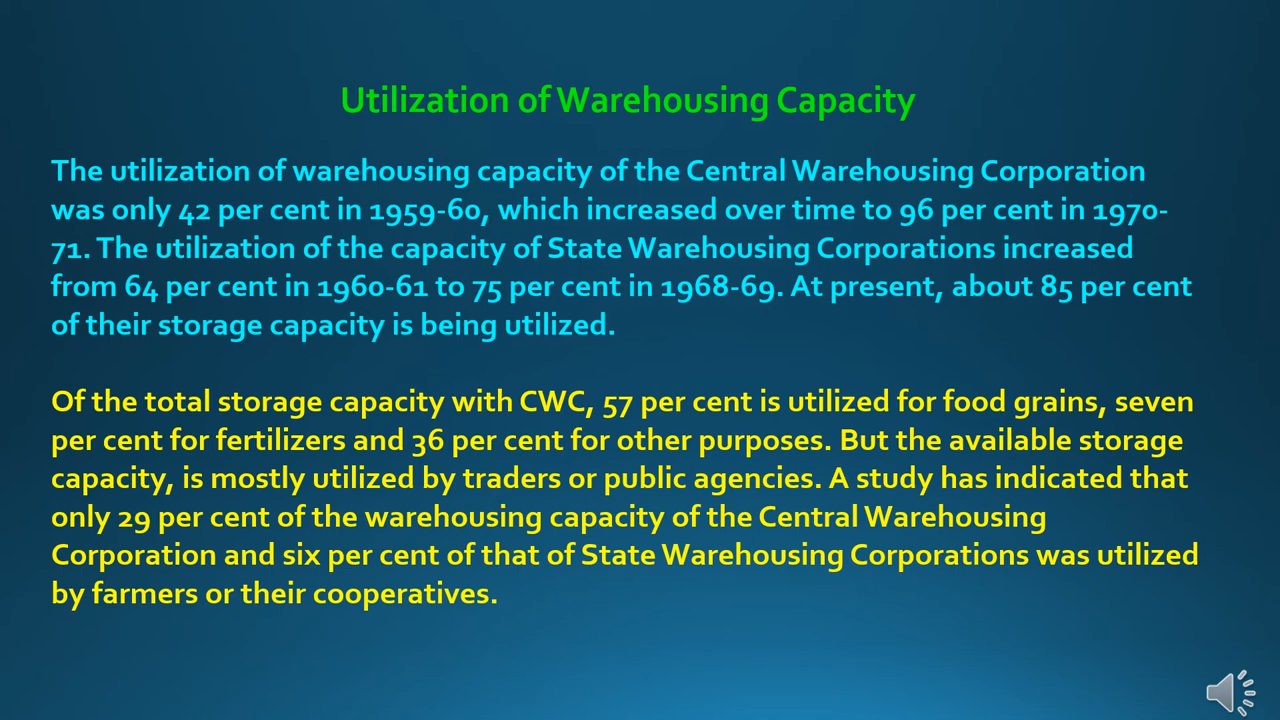 Utilization of Warehousing Capacity
The utilization of warehousing capacity of the Central Warehousing Corporation
was only 42 per cent in 1959-60, which increased over time to 96 per cent in 1970-
71. The utilization of the capacity of State Warehousing Corporations increased
from 64 per cent in 1960-61 to 75 per cent in 1968-69. At present, about 85 per cent
of their storage capacity is being utilized.
Of the total storage capacity with CWC, 57 per cent is utilized for food grains, seven
per cent for fertilizers and 36 per cent for other purposes. But the available storage
capacity, is mostly utilized by traders or public agencies. A study has indicated that
only 29 per cent of the warehousing capacity of the Central Warehousing
Corporation and six per cent of that of State Warehousing Corporations was utilized
by farmers or their cooperatives.